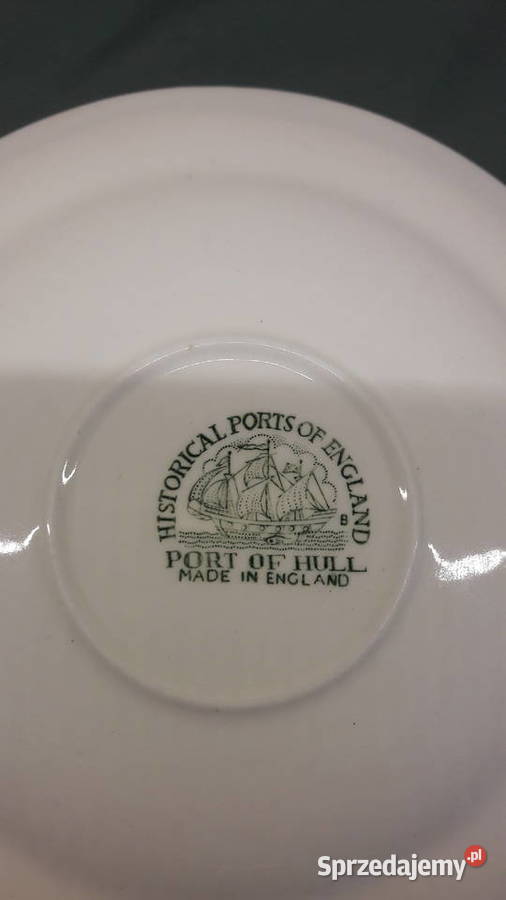 HISTORICAL PORTS OF ENGLAND
B
PORT OF HULL
MADE IN ENGLAND
Sprzedajemy.pl